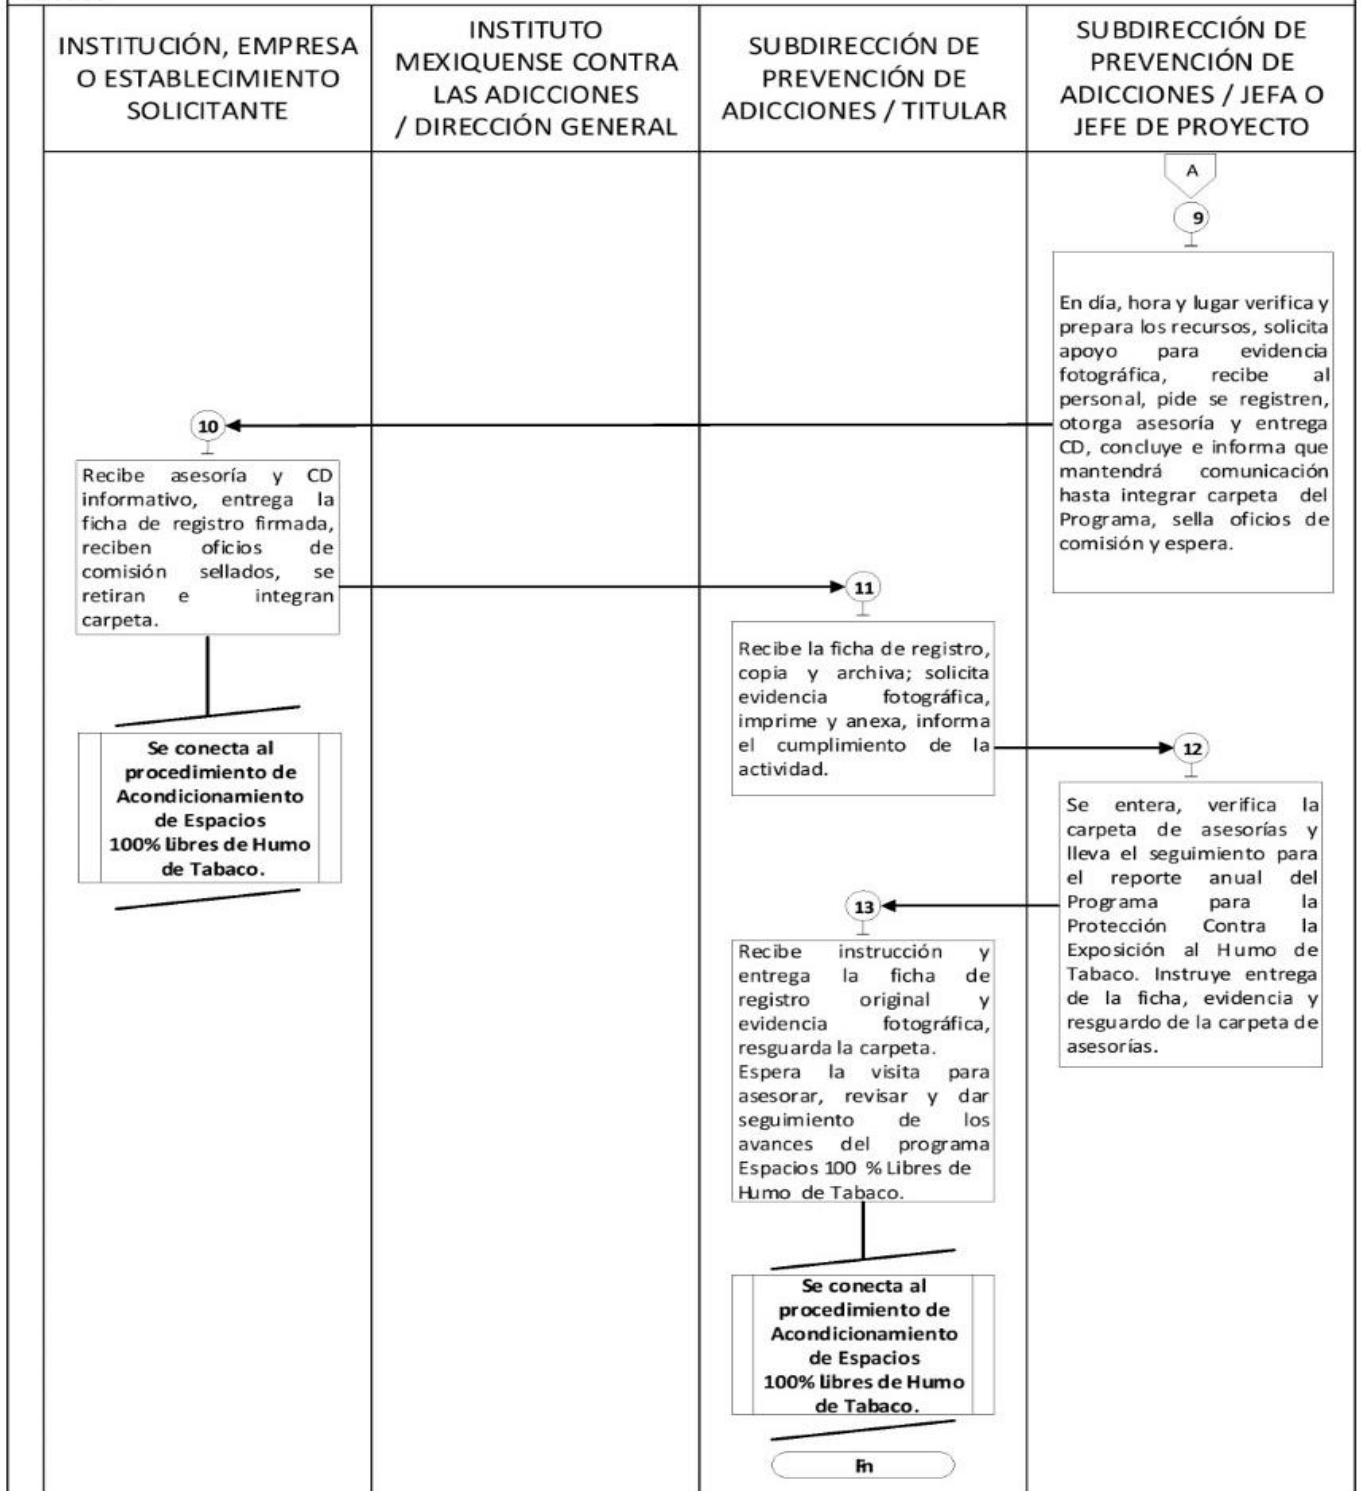 INSTITUCIÓN, EMPRESA
O ESTABLECIMIENTO
SOLICITANTE
INSTITUTO
MEXIQUENSE CONTRA
LAS ADICCIONES
/ DIRECCIÓN GENERAL
SUBDIRECCIÓN DE
PREVENCIÓN DE
ADICCIONES / TITULAR
SUBDIRECCIÓN DE
PREVENCIÓN DE
ADICCIONES / JEFA O
JEFE DE PROYECTO
A
9
En día, hora y lugar verifica y
prepara los recursos, solicita
apoyo para evidencia
fotográfica, recibe al
personal, pide se registren,
otorga asesoría y entrega
CD, concluye e informa que
mantendrá comunicación
hasta integrar carpeta del
Programa, sella oficios de
comisión y espera.
10
Recibe asesoría y CD
informativo, entrega la
ficha de registro firmada,
reciben oficios de
comisión sellados, se
retiran e integran
carpeta.
Se conecta al
procedimiento de
Acondicionamiento
de Espacios
100% libres de Humo
de Tabaco.
11
Recibe la ficha de registro,
copia y archiva; solicita
evidencia fotográfica,
imprime y anexa, informa
el cumplimiento de la
actividad.
12
Se entera, verifica la
carpeta de asesorías y
lleva el seguimiento para
el reporte anual del
Programa para la
Protección Contra la
Exposición al Humo de
Tabaco. Instruye entrega
de la ficha, evidencia y
resguardo de la carpeta de
asesorías.
13
Recibe instrucción y
entrega la ficha de
registro original y
evidencia fotográfica,
resguarda la carpeta.
Espera la visita para
asesorar, revisar y dar
seguimiento de los
avances del programa
Espacios 100 % Libres de
Humo de Tabaco.
Se conecta al
procedimiento de
Acondicionamiento
de Espacios
100% libres de Humo
de Tabaco.
Fin